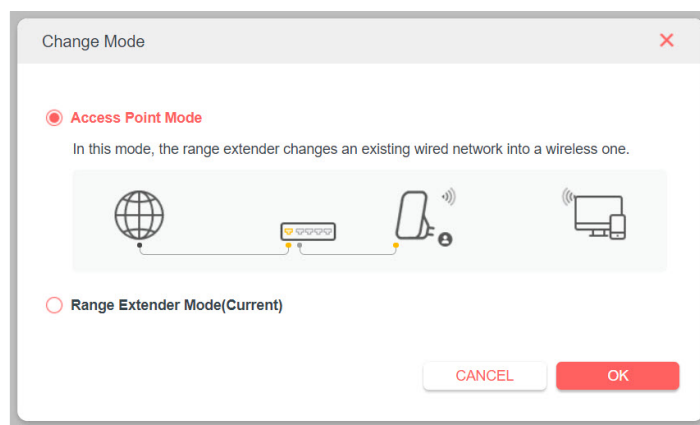 Change Mode
Access Point Mode
In this mode, the range extender changes an existing wired network into a wireless one.
Range Extender Mode(Current)
CANCEL
OK